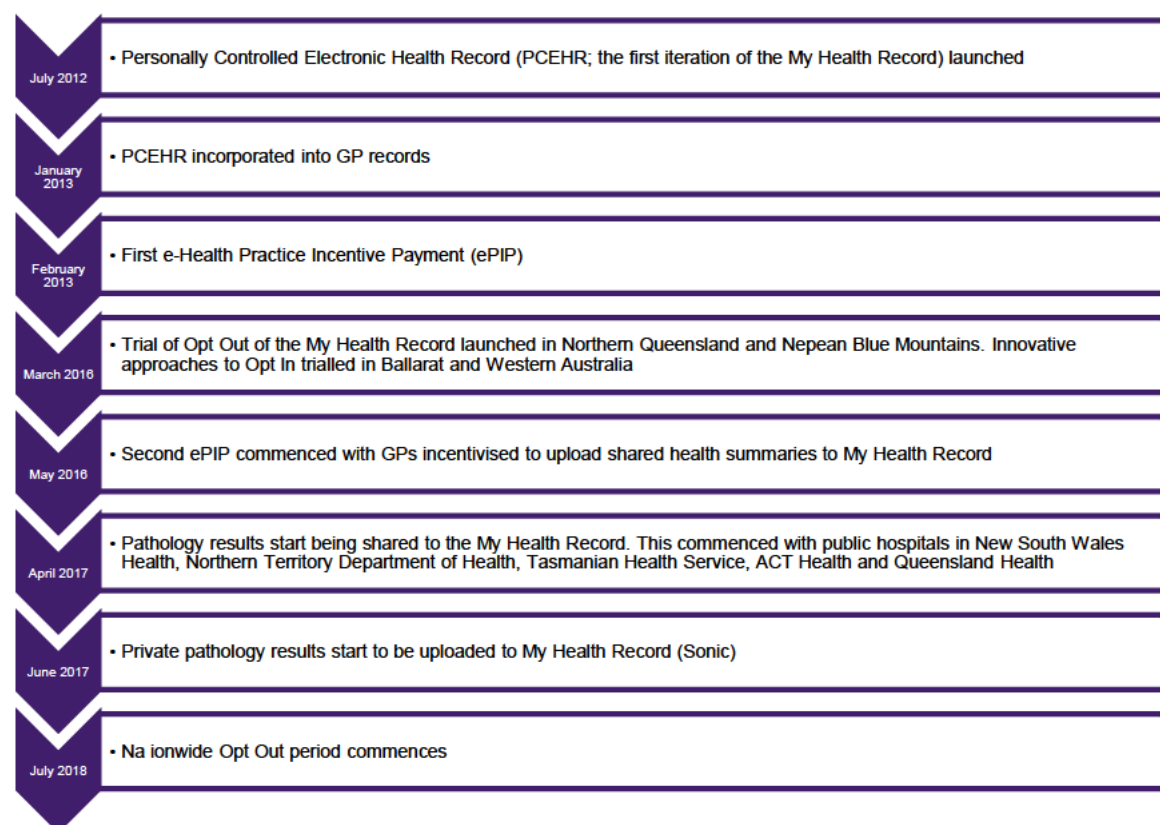 July 2012
• Personally Controlled Electronic Health Record (PCEHR; the first iteration of the My Health Record) launched
January
2013
• PCEHR incorporated into GP records
February
2013
• First e-Health Practice Incentive Payment (ePIP)
March 2016
• Trial of Opt Out of the My Health Record launched in Northern Queensland and Nepean Blue Mountains. Innovative
approaches to Opt In trialled in Ballarat and Western Australia
May 2016
• Second ePIP commenced with GPs incentivised to upload shared health summaries to My Health Record
April 2017
• Pathology results start being shared to the My Health Record. This commenced with public hospitals in New South Wales
Health, Northern Territory Department of Health, Tasmanian Health Service, ACT Health and Queensland Health
June 2017
• Private pathology results start to be uploaded to My Health Record (Sonic)
July 2018
• Na ionwide Opt Out period commences